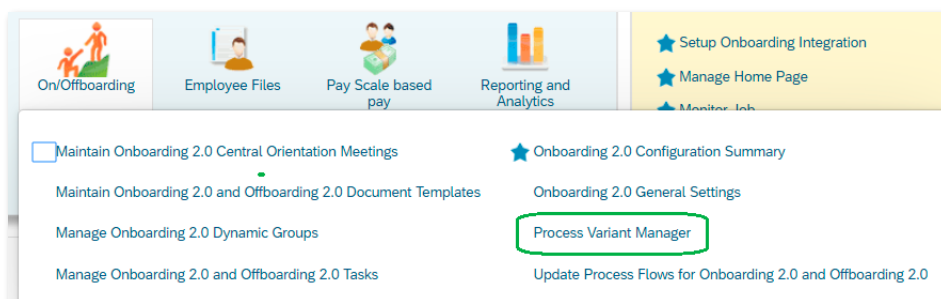 On/Offboarding
Employee Files
Pay Scale based
pay
Reporting and
Analytics
Setup Onboarding Integration
Manage Home Page
Monitor Job
Maintain Onboarding 2.0 Central Orientation Meetings
Onboarding 2.0 Configuration Summary
Maintain Onboarding 2.0 and Offboarding 2.0 Document Templates
Onboarding 2.0 General Settings
Manage Onboarding 2.0 Dynamic Groups
Process Variant Manager
Manage Onboarding 2.0 and Offboarding 2.0 Tasks
Update Process Flows for Onboarding 2.0 and Offboarding 2.0